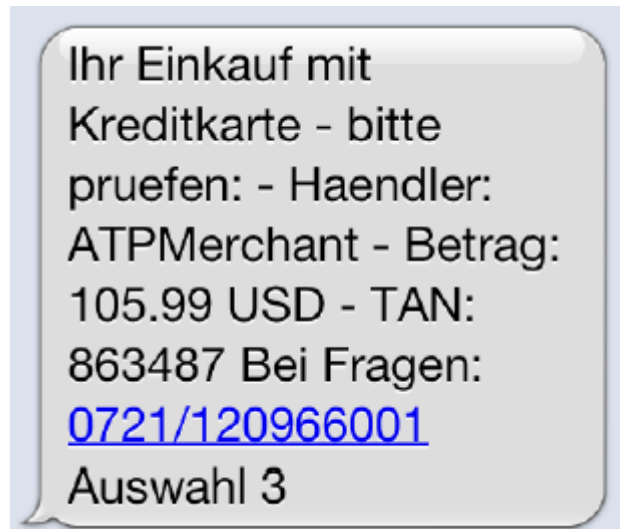 Ihr Einkauf mit
Kreditkarte - bitte
pruefen: - Haendler:
ATPMerchant - Betrag:
105.99 USD - TAN:
863487 Bei Fragen:
0721/120966001
Auswahl 3